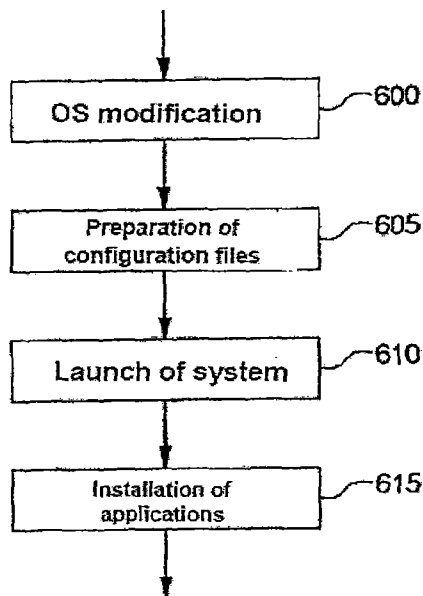 OS modification
600
Preparation of
configuration files
605
Launch of system
610
Installation of
applications
615